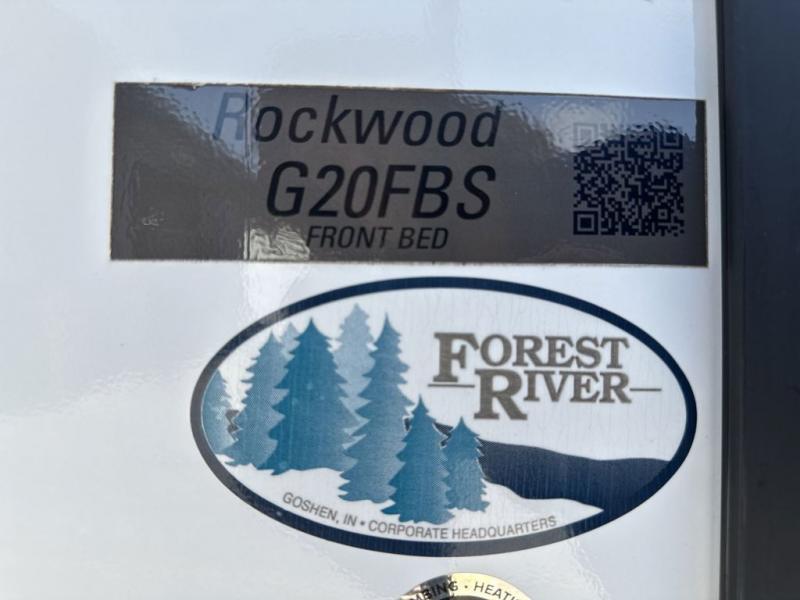 Rockwood
G20FBS
FRONT BED
FOREST
RIVER
GOSHEN, IN • CORPORATE HEADQUARTERS